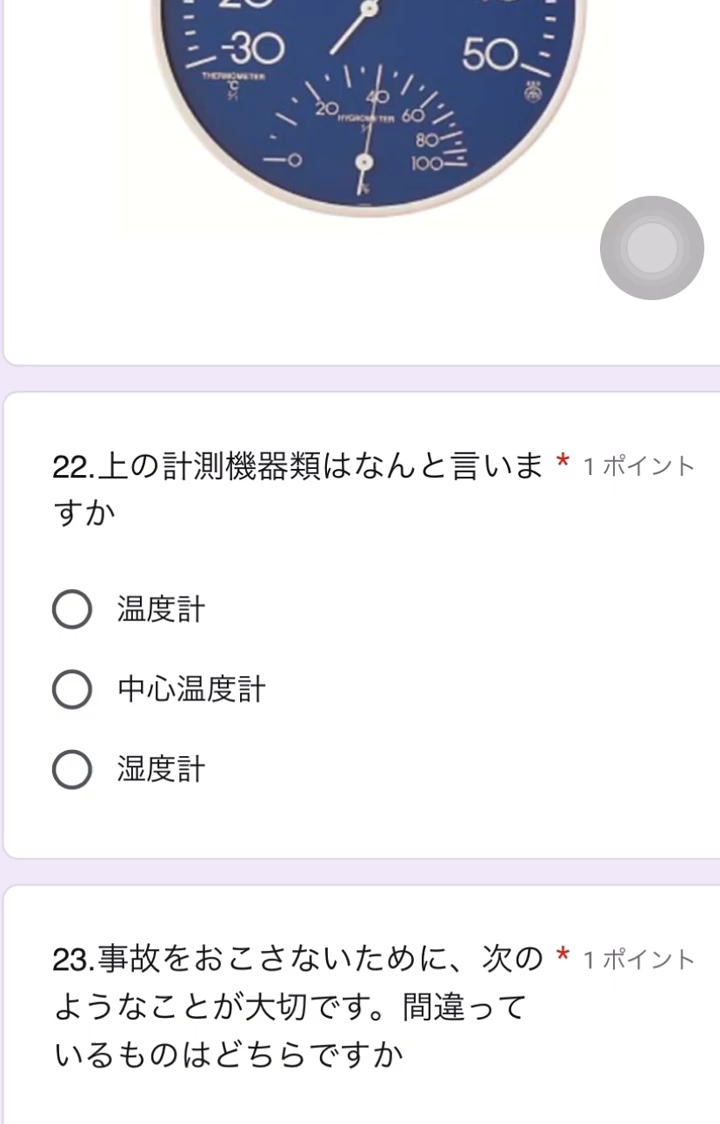 -30
50
THERMOMETER
℃
20
40
60
HYGROMETER
80
0
100
%
22.上の計測機器類はなんと言いま * 1 ポイント
すか
温度計
中心温度計
湿度計
23.事故をおこさないために、次の * 1 ポイント
ようなことが大切です。間違って
いるものはどちらですか